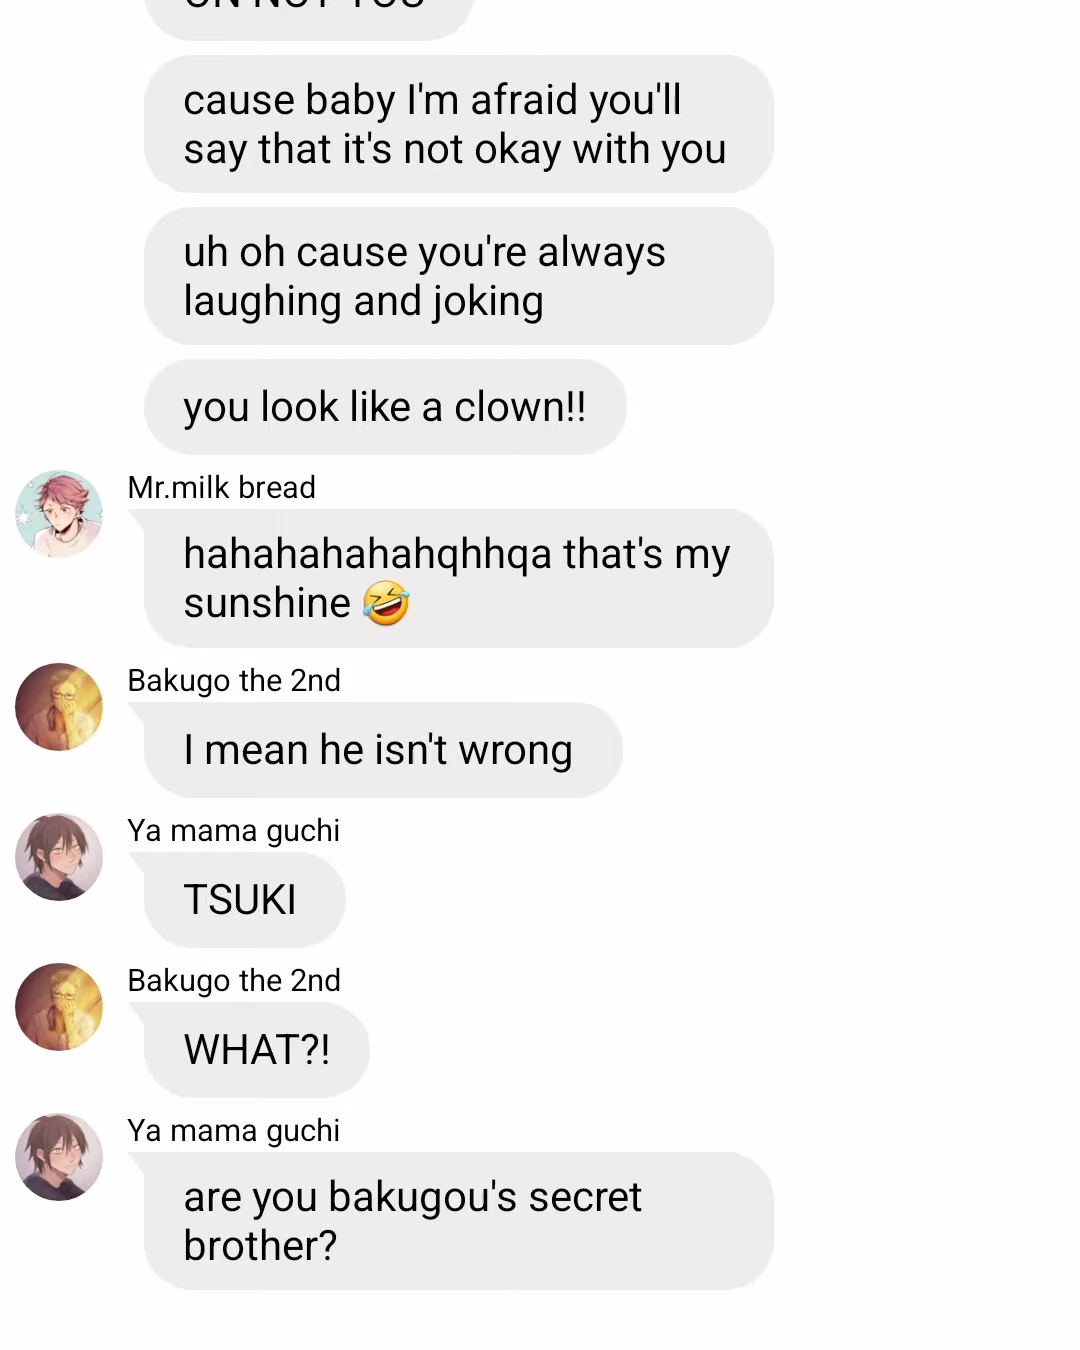 cause baby I'm afraid you'll
say that it's not okay with you
uh oh cause you're always
laughing and joking
you look like a clown!!
Mr.milk bread
hahahahahahqhhqa that's my
sunshine 🤣
Bakugo the 2nd
I mean he isn't wrong
Ya mama guchi
TSUKI
Bakugo the 2nd
WHAT?!
Ya mama guchi
are you bakugou's secret
brother?